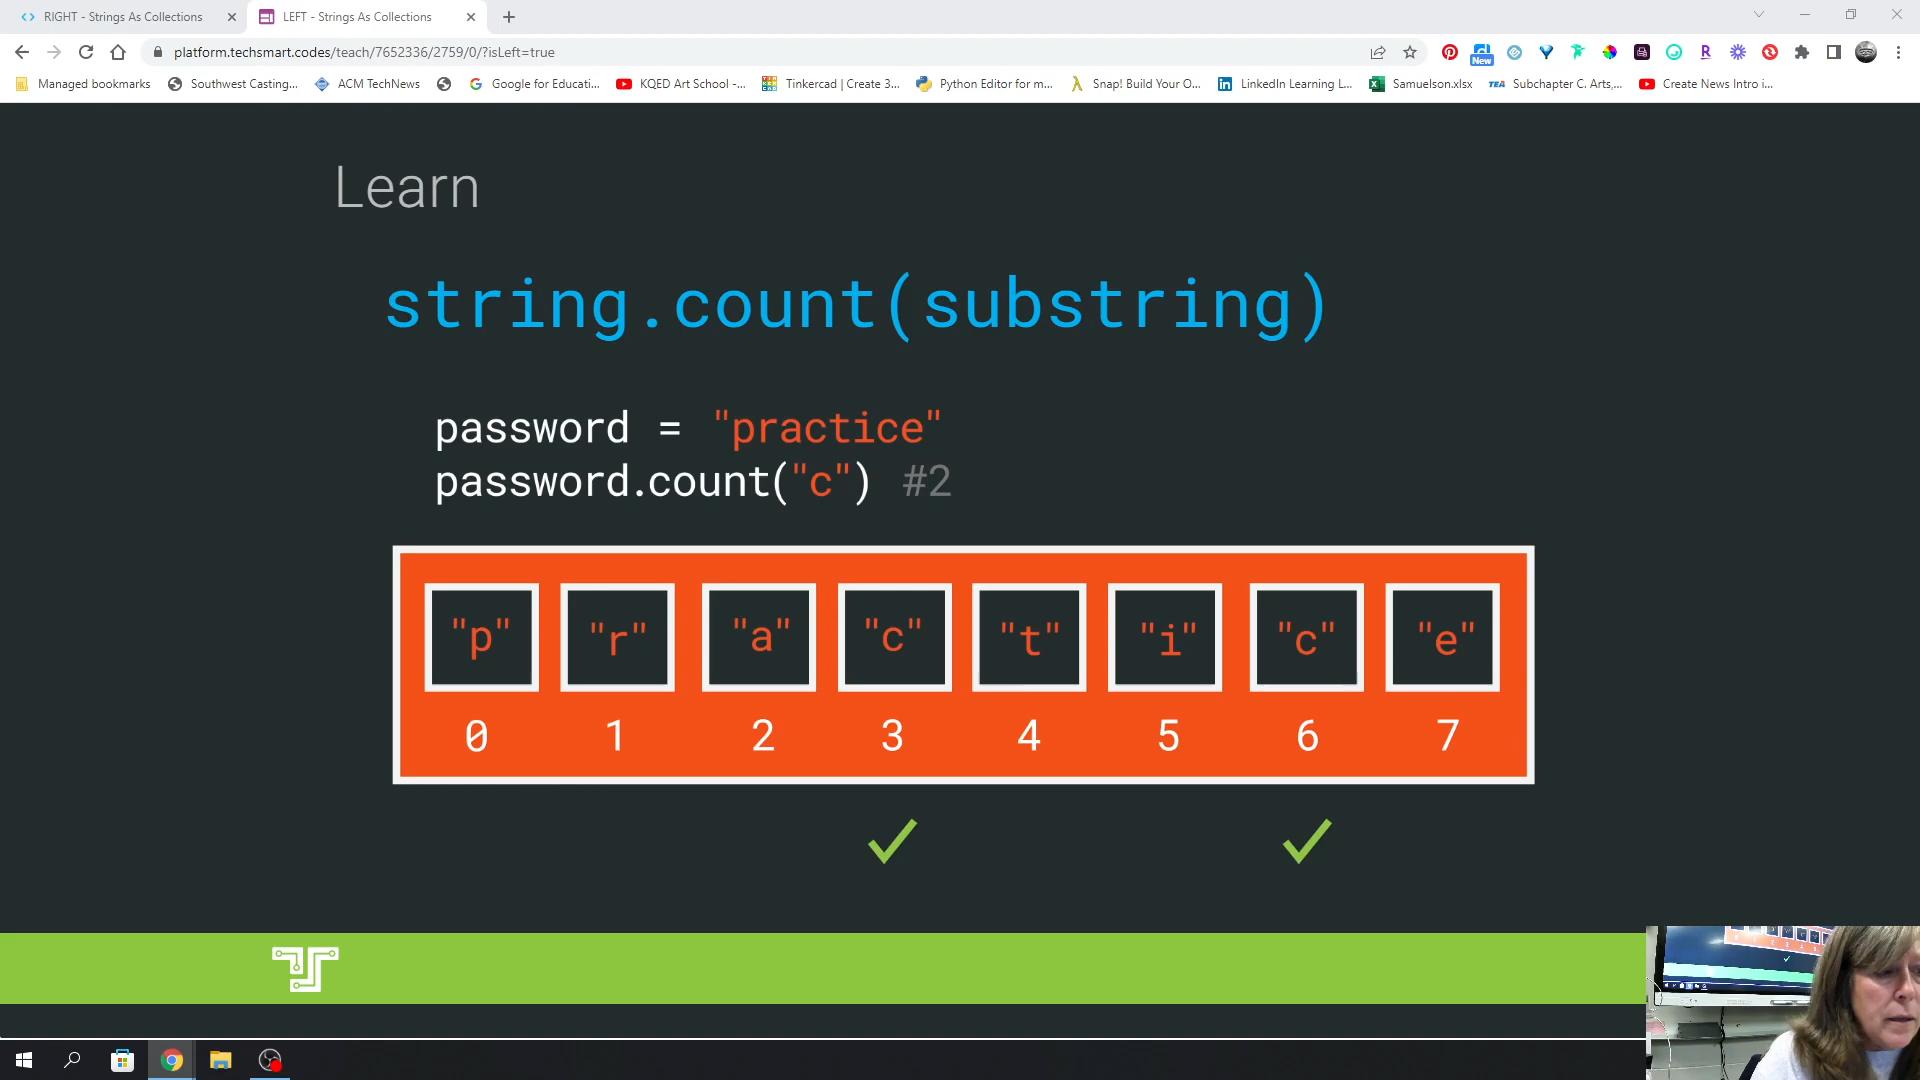 RIGHT - Strings As Collections
LEFT - Strings As Collections
platform.techsmart.codes/teach/7652336/2759/0/?isLeft=true
New
Managed bookmarks
Southwest Casting...
ACM TechNews
Google for Educati...
KQED Art School -...
Tinkercad | Create 3...
Python Editor for m...
Snap! Build Your O...
LinkedIn Learning L...
Samuelson.xlsx
TEA Subchapter C. Arts,...
Create News Intro i...
Learn
string.count(substring)
password = "practice"
password.count("c") #2
"p" "r" "a" "c" "t" "i" "c" "e"
0 1 2 3 4 5 6 7